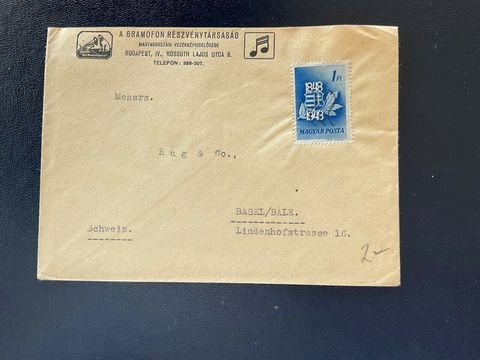 A GRAMOFON RÉSZVÉNYTÁRSASÁG
MAGYARORSZÁGI VEZÉRKÉPVISELŐSÉGE
BUDAPEST, IV., KOSSUTH LAJOS UTCA 8.
TELEFON: 388-307.
1Ft
1848
1948
MAGYAR POSTA
Messrs.
Hug & Co.,
BASEL/BALE.
Schweiz.
Lindenhofstrasse 16.
2-